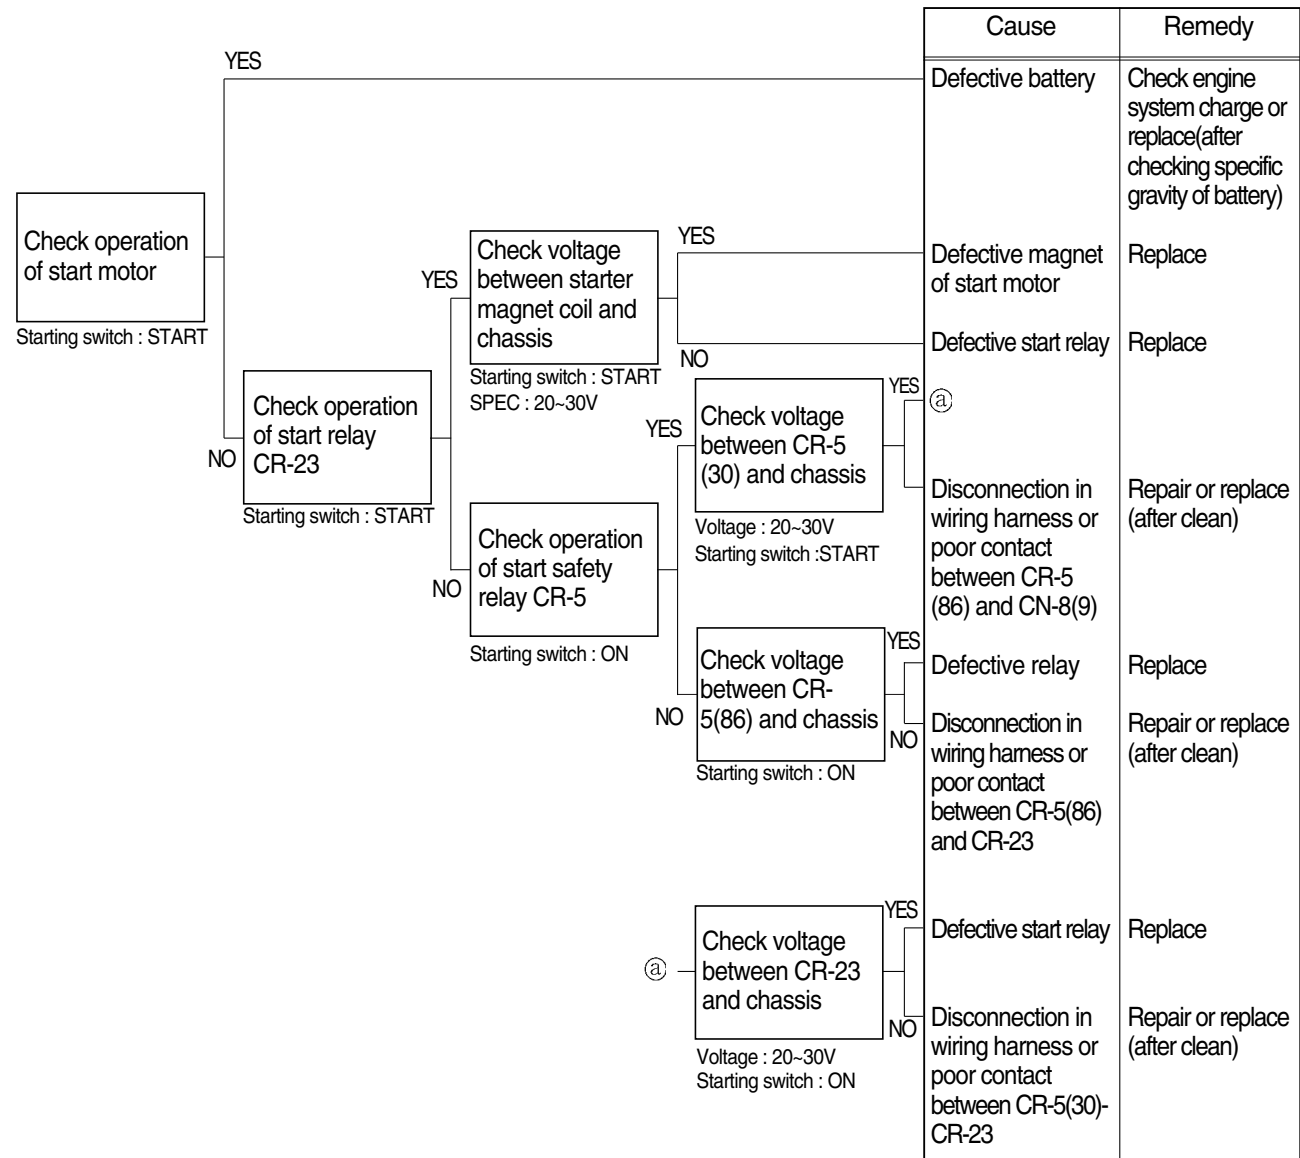 Cause
Remedy
YES
Defective battery
Check engine
system charge or
replace(after
checking specific
gravity of battery)
Check operation
of start motor
Starting switch : START
YES
Check voltage
between starter
magnet coil and
chassis
Starting switch : START
SPEC : 20~30V
YES
Defective magnet
of start motor
Replace
NO
Defective start relay
Replace
NO
Check operation
of start relay
CR-23
Starting switch : START
YES
Check voltage
between CR-5
(30) and chassis
Voltage : 20~30V
Starting switch :START
YES
ⓐ
Disconnection in
wiring harness or
poor contact
between CR-5
(86) and CN-8(9)
Repair or replace
(after clean)
NO
Check operation
of start safety
relay CR-5
Starting switch : ON
NO
Check voltage
between CR-
5(86) and chassis
Starting switch : ON
YES
Defective relay
Replace
NO
Disconnection in
wiring harness or
poor contact
between CR-5(86)
and CR-23
Repair or replace
(after clean)
ⓐ
Check voltage
between CR-23
and chassis
Voltage : 20~30V
Starting switch : ON
YES
Defective start relay
Replace
NO
Disconnection in
wiring harness or
poor contact
between CR-5(30)-
CR-23
Repair or replace
(after clean)